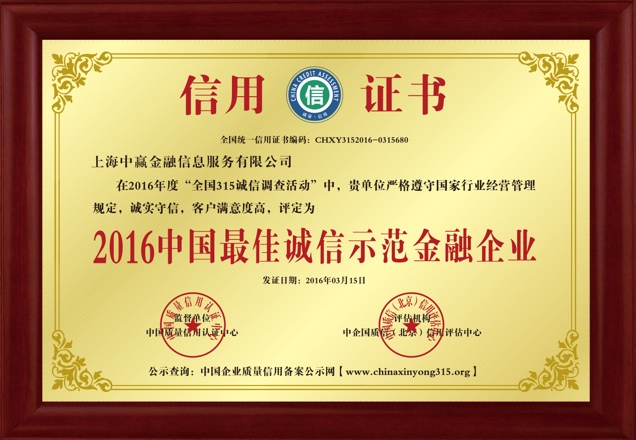 信用 证书
CHINA CREDIT ASSESSMENT
信
全国统一信用证书编码：CHXY3152016-0315680
上海中赢金融信息服务有限公司
在2016年度“全国315诚信调查活动”中，贵单位严格遵守国家行业经营管理
规定，诚实守信，客户满意度高，评定为
2016中国最佳诚信示范金融企业
发证日期：2016年03月15日
监督单位 评估机构
中国质量信用认证中心 中企国质信（北京）信用评估中心
公示查询：中国企业质量信用备案公示网【www.chinaxinyong315.org】